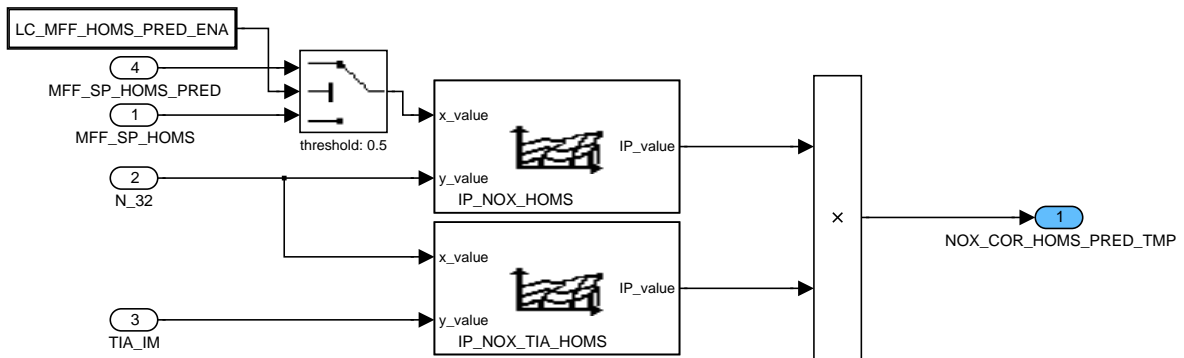 LC_MFF_HOMS_PRED_ENA
4
MFF_SP_HOMS_PRED
1
MFF_SP_HOMS
threshold: 0.5
2
N_32
x_value
y_value
IP_value
IP_NOX_HOMS
x_value
y_value
IP_value
IP_NOX_TIA_HOMS
3
TIA_IM
×
1
NOX_COR_HOMS_PRED_TMP